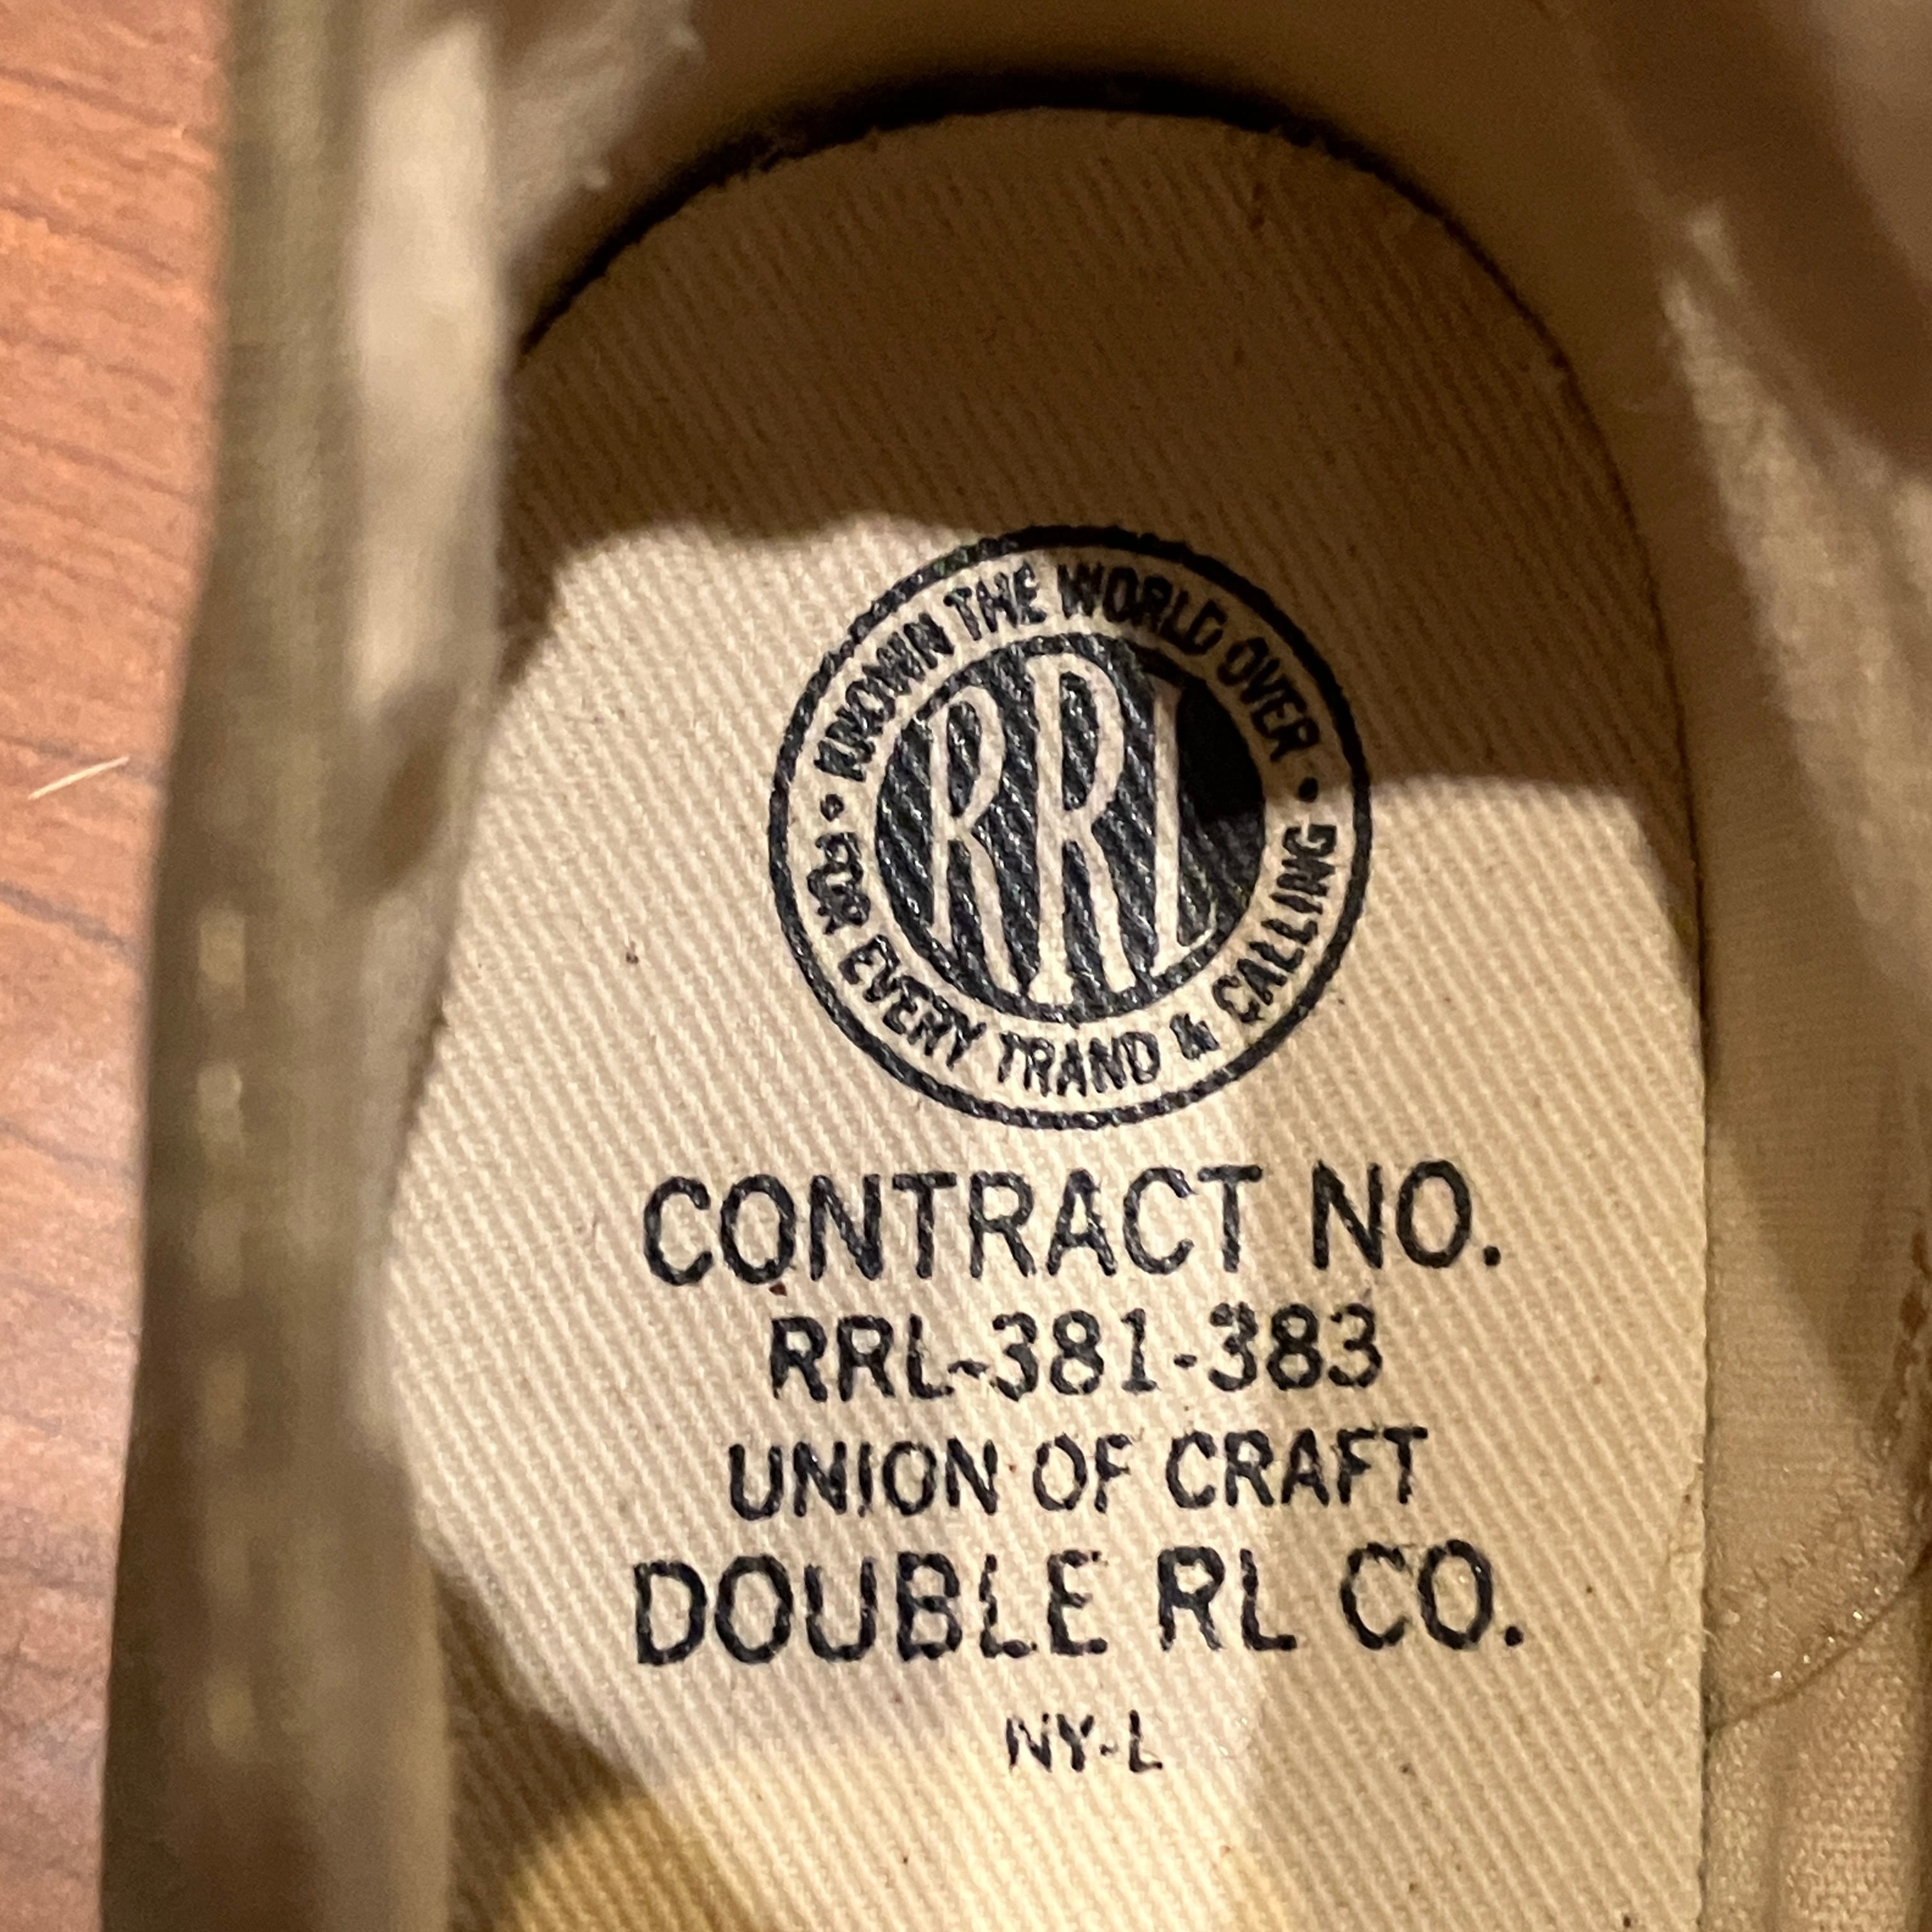 • KNOWN THE WORLD OVER •
RRL
FOR EVERY TRAND & CALLING
CONTRACT NO.
RRL-381-383
UNION OF CRAFT
DOUBLE RL CO.
NY-L